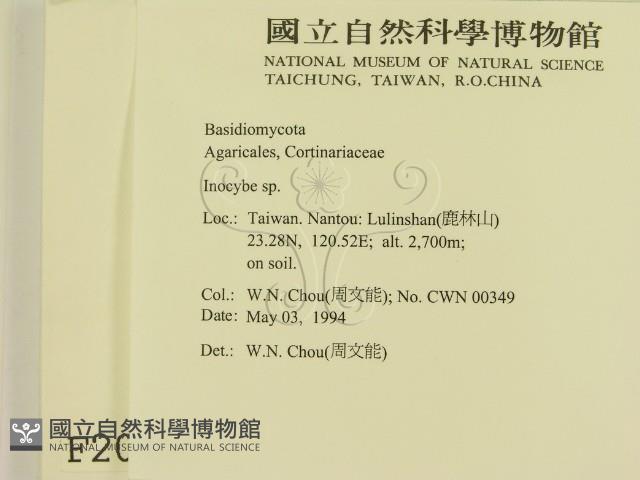 國立自然科學博物館
NATIONAL MUSEUM OF NATURAL SCIENCE
TAICHUNG, TAIWAN, R.O.CHINA
Basidiomycota
Agaricales, Cortinariaceae
Inocybe sp.
Loc.: Taiwan. Nantou: Lulinshan(鹿林山)
23.28N, 120.52E; alt. 2,700m;
on soil.
Col.: W.N. Chou(周文能); No. CWN 00349
Date: May 03, 1994
Det.: W.N. Chou(周文能)
國立自然科學博物館
NATIONAL MUSEUM OF NATURAL SCIENCE